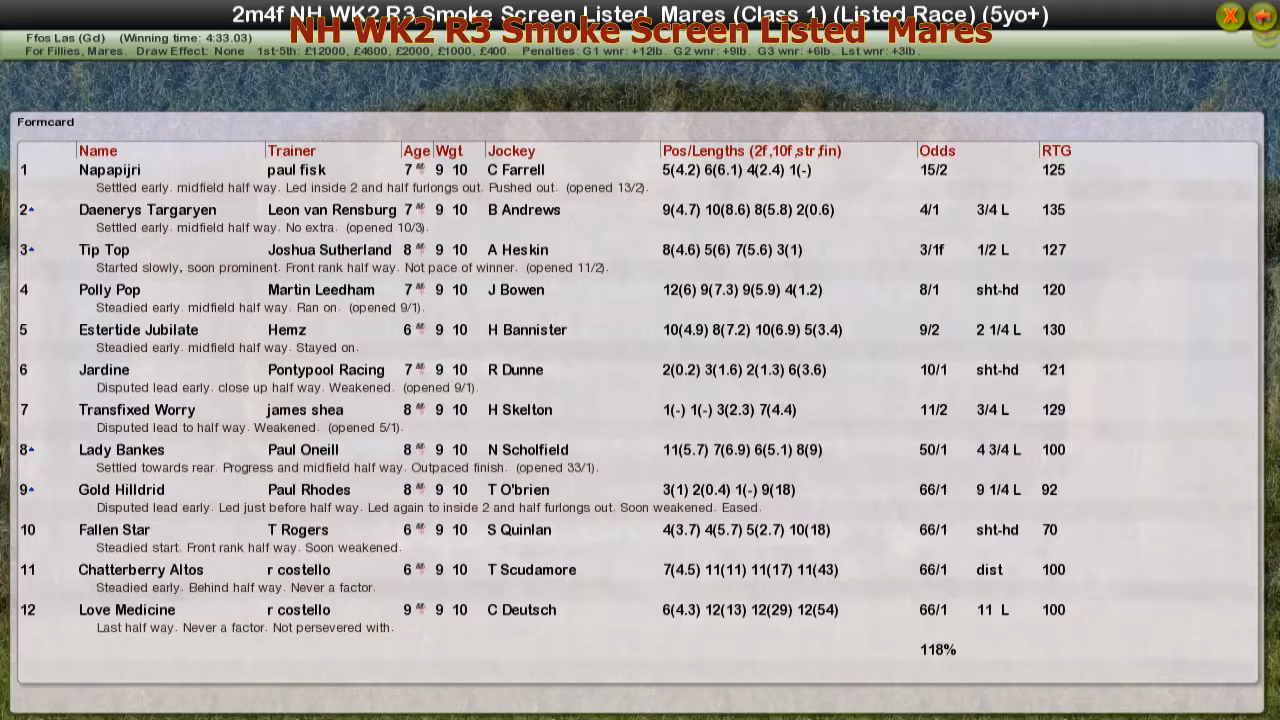 2m4f NH WK2 R3 Smoke Screen Listed Mares (Class 1) (Listed Race) (5yo+)
NH WK2 R3 Smoke Screen Listed Mares
Ffos Las (Gd) (Winning time: 4:33.03)
For Fillies, Mares. Draw Effect: None 1st-5th: £12000, £4600, £2000, £1000, £400. Penalties: G1 wnr: +12lb. G2 wnr: +9lb. G3 wnr: +6lb. Lst wnr: +3lb.
Formcard
Name Trainer Age Wgt Jockey Pos/Lengths (2f,10f,str,fin) Odds RTG
1 Napapijri paul fisk 7 9 10 C Farrell 5(4.2) 6(6.1) 4(2.4) 1(-) 15/2 125
Settled early. midfield half way. Led inside 2 and half furlongs out. Pushed out. (opened 13/2).
2 Daenerys Targaryen Leon van Rensburg 7 9 10 B Andrews 9(4.7) 10(8.6) 8(5.8) 2(0.6) 4/1 3/4 L 135
Settled early. midfield half way. No extra. (opened 10/3).
3 Tip Top Joshua Sutherland 8 9 10 A Heskin 8(4.6) 5(6) 7(5.6) 3(1) 3/1f 1/2 L 127
Started slowly, soon prominent. Front rank half way. Not pace of winner. (opened 11/2).
4 Polly Pop Martin Leedham 7 9 10 J Bowen 12(6) 9(7.3) 9(5.9) 4(1.2) 8/1 sht-hd 120
Steadied early. midfield half way. Ran on. (opened 9/1).
5 Estertide Jubilate Hemz 6 9 10 H Bannister 10(4.9) 8(7.2) 10(6.9) 5(3.4) 9/2 2 1/4 L 130
Steadied early. midfield half way. Stayed on.
6 Jardine Pontypool Racing 7 9 10 R Dunne 2(0.2) 3(1.6) 2(1.3) 6(3.6) 10/1 sht-hd 121
Disputed lead early. close up half way. Weakened. (opened 9/1).
7 Transfixed Worry james shea 8 9 10 H Skelton 1(-) 1(-) 3(2.3) 7(4.4) 11/2 3/4 L 129
Disputed lead to half way. Weakened. (opened 5/1).
8 Lady Bankes Paul Oneill 8 9 10 N Scholfield 11(5.7) 7(6.9) 6(5.1) 8(9) 50/1 4 3/4 L 100
Settled towards rear. Progress and midfield half way. Outpaced finish. (opened 33/1).
9 Gold Hilldrid Paul Rhodes 8 9 10 T O'brien 3(1) 2(0.4) 1(-) 9(18) 66/1 9 1/4 L 92
Disputed lead early. Led just before half way. Led again to inside 2 and half furlongs out. Soon weakened. Eased.
10 Fallen Star T Rogers 6 9 10 S Quinlan 4(3.7) 4(5.7) 5(2.7) 10(18) 66/1 sht-hd 70
Steadied start. Front rank half way. Soon weakened.
11 Chatterberry Altos r costello 6 9 10 T Scudamore 7(4.5) 11(11) 11(17) 11(43) 66/1 dist 100
Steadied early. Behind half way. Never a factor.
12 Love Medicine r costello 9 9 10 C Deutsch 6(4.3) 12(13) 12(29) 12(54) 66/1 11 L 100
Last half way. Never a factor. Not persevered with.
118%